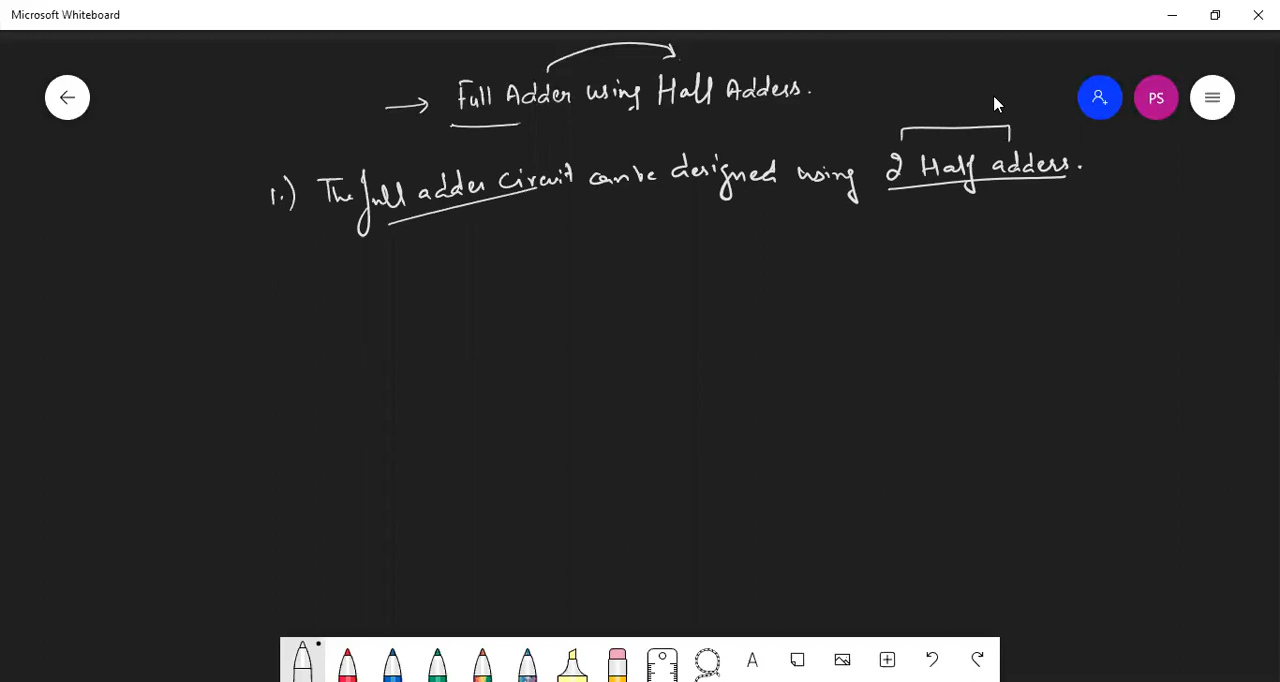 Microsoft Whiteboard
→ Full Adder using Half Adders.
PS
1.) The full adder circuit can be designed using 2 Half adders.
A